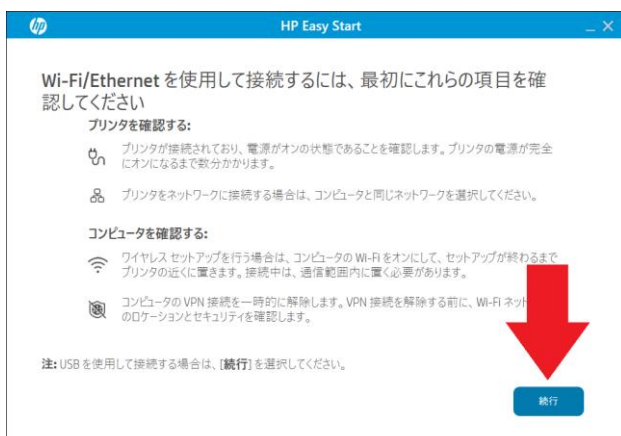 hp
HP Easy Start
Wi-Fi/Ethernet を使用して接続するには、最初にこれらの項目を確
認してください
プリンタを確認する:
プリンタが接続されており、電源がオンの状態であることを確認します。プリンタの電源が完全
にオンになるまで数分かかります。
プリンタをネットワークに接続する場合は、コンピュータと同じネットワークを選択してください。
コンピュータを確認する:
ワイヤレス セットアップを行う場合は、コンピュータの Wi-Fi をオンにして、セットアップが終わるまで
プリンタの近くに置きます。接続中は、通信範囲内に置く必要があります。
コンピュータの VPN 接続を一時的に解除します。VPN 接続を解除する前に、Wi-Fi ネット
のロケーションとセキュリティを確認します。
注: USB を使用して接続する場合は、[続行] を選択してください。
続行